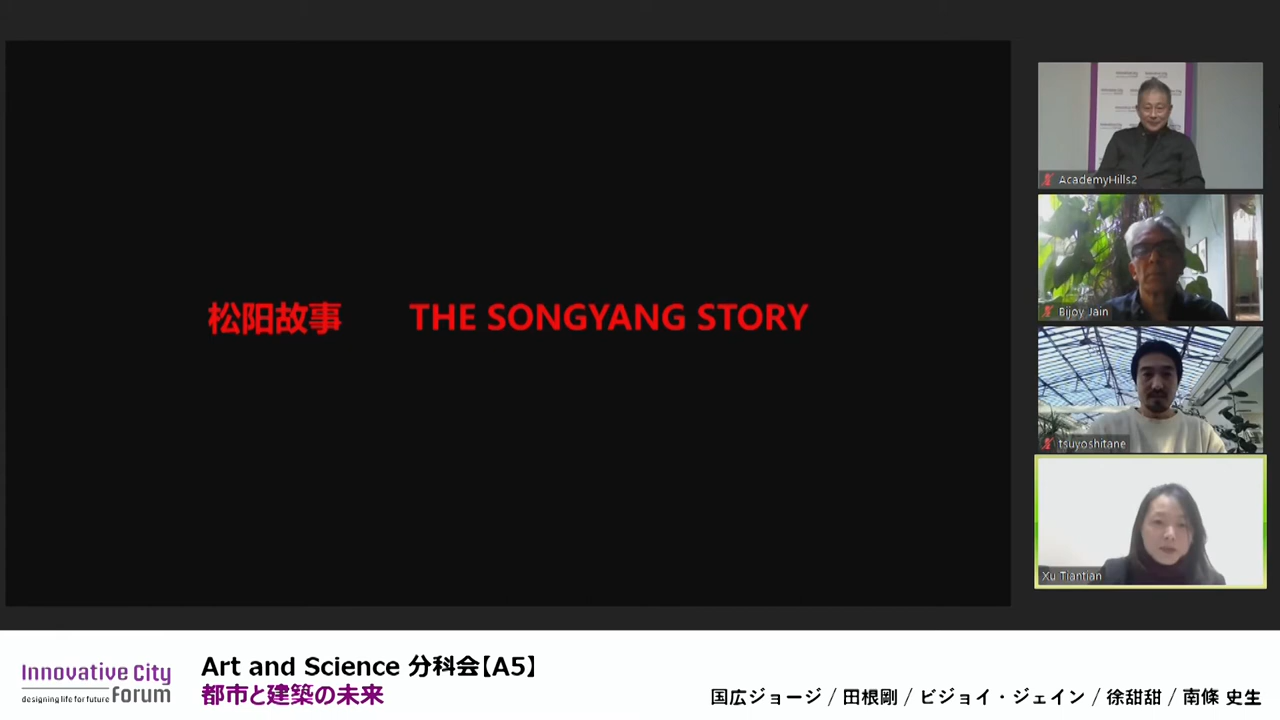 松阳故事 THE SONGYANG STORY
AcademyHills2
Bijoy Jain
tsuyoshitane
Xu Tiantian
Innovative City
designing life for future Forum
Art and Science 分科会【A5】
都市と建築の未来
国広ジョージ / 田根剛 / ビジョイ・ジェイン / 徐甜甜 / 南條 史生